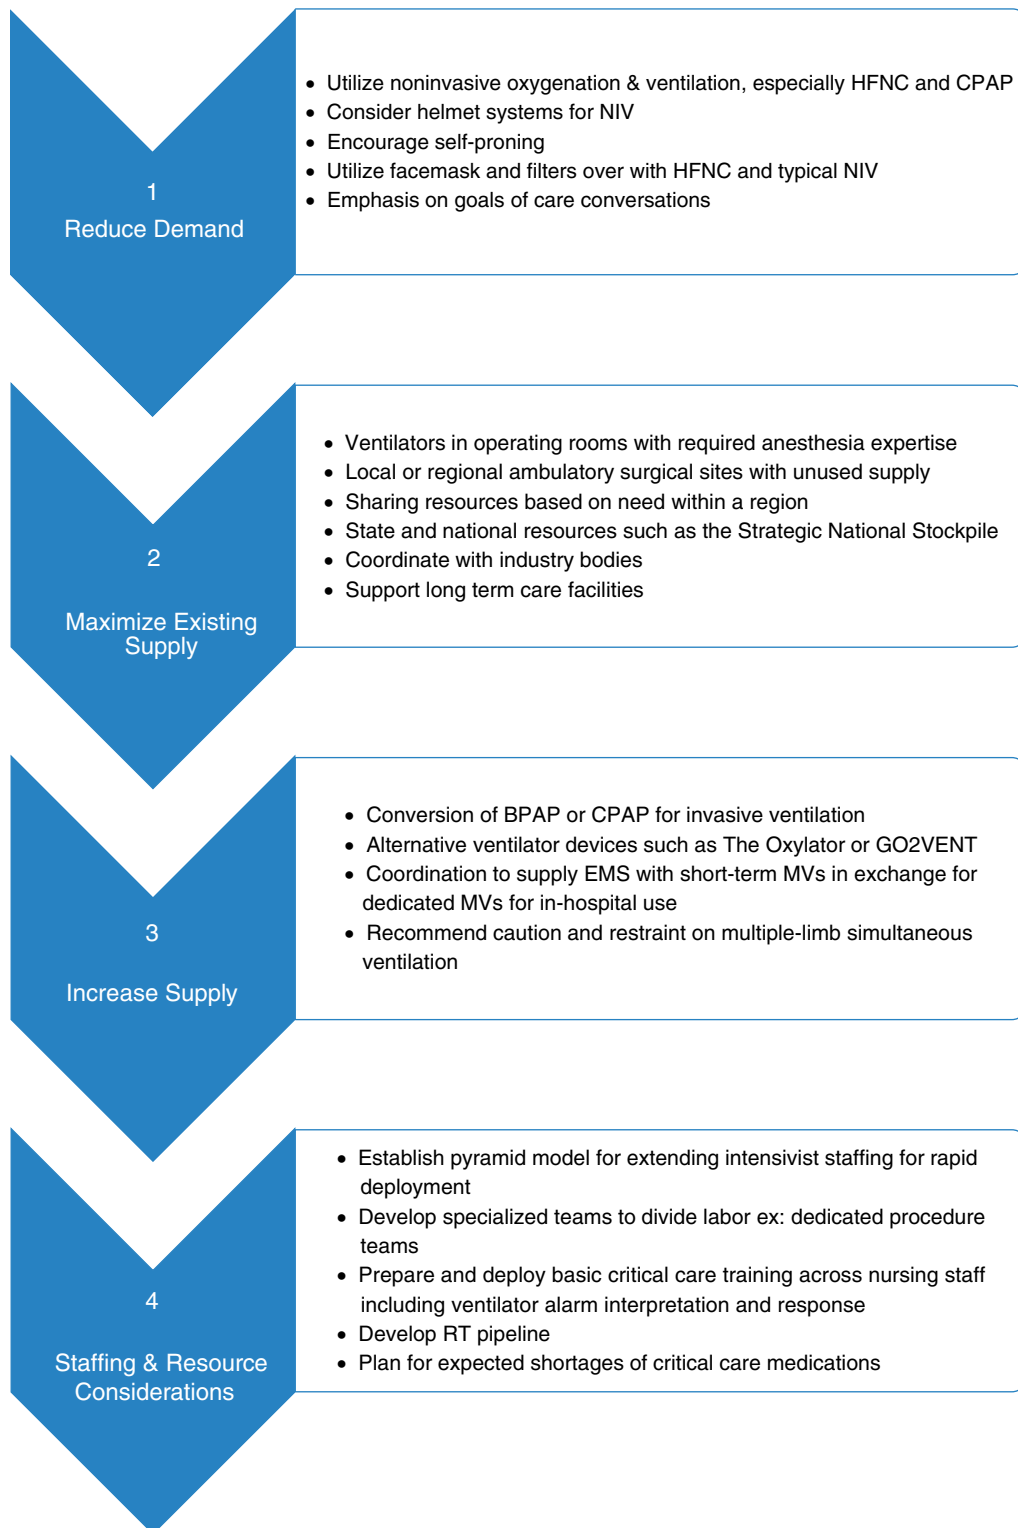 1
Reduce Demand
• Utilize noninvasive oxygenation & ventilation, especially HFNC and CPAP
• Consider helmet systems for NIV
• Encourage self-proning
• Utilize facemask and filters over with HFNC and typical NIV
• Emphasis on goals of care conversations
2
Maximize Existing
Supply
• Ventilators in operating rooms with required anesthesia expertise
• Local or regional ambulatory surgical sites with unused supply
• Sharing resources based on need within a region
• State and national resources such as the Strategic National Stockpile
• Coordinate with industry bodies
• Support long term care facilities
3
Increase Supply
• Conversion of BPAP or CPAP for invasive ventilation
• Alternative ventilator devices such as The Oxylator or GO2VENT
• Coordination to supply EMS with short-term MVs in exchange for
dedicated MVs for in-hospital use
• Recommend caution and restraint on multiple-limb simultaneous
ventilation
4
Staffing & Resource
Considerations
• Establish pyramid model for extending intensivist staffing for rapid
deployment
• Develop specialized teams to divide labor ex: dedicated procedure
teams
• Prepare and deploy basic critical care training across nursing staff
including ventilator alarm interpretation and response
• Develop RT pipeline
• Plan for expected shortages of critical care medications